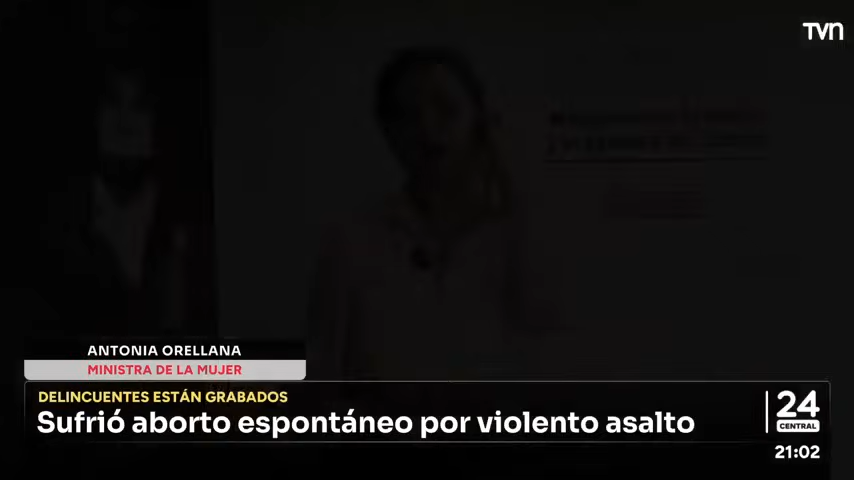 TVN
ANTONIA ORELLANA
MINISTRA DE LA MUJER
DELINCUENTES ESTÁN GRABADOS
Sufrió aborto espontáneo por violento asalto
24
CENTRAL
21:02